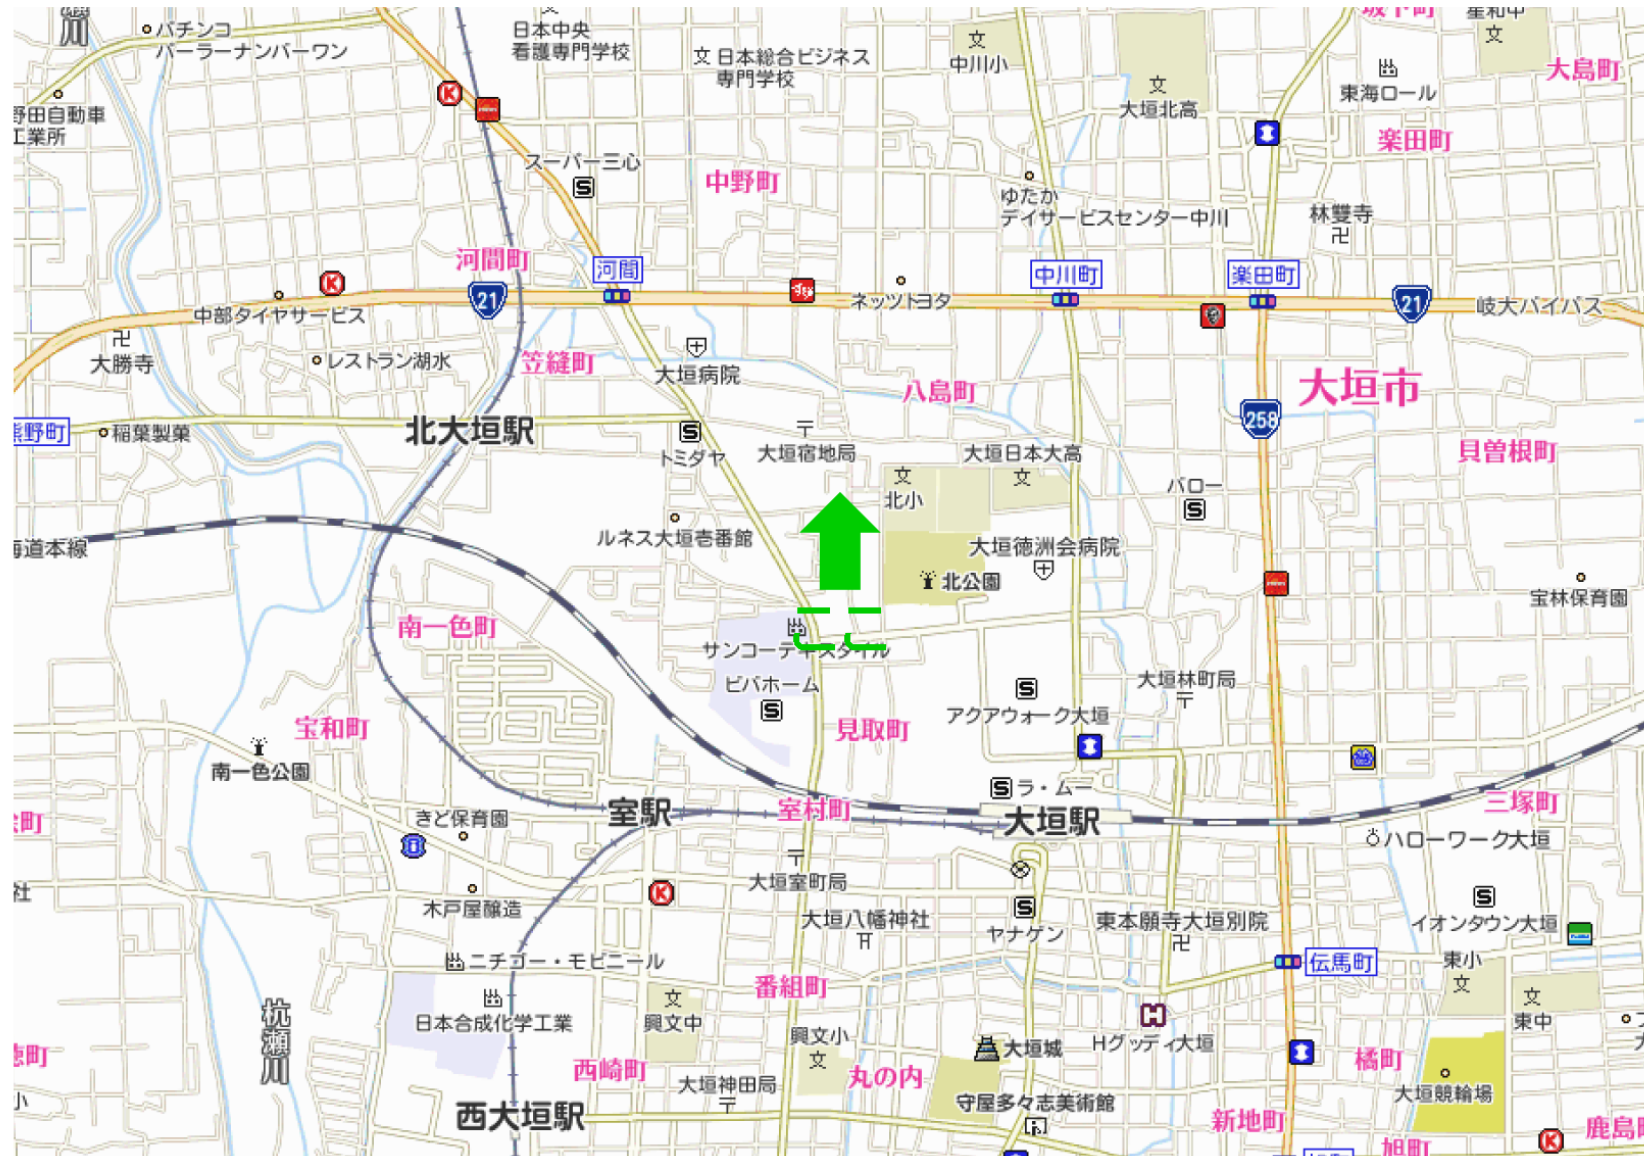 パチンコ
パーラーナンバーワン
日本中央
看護専門学校
日本総合ビジネス
専門学校
中川小
大垣北高
星和中
大島町
東海ロール
楽田町
野田自動車
工業所
スーパー三心
中野町
ゆたか
デイサービスセンター中川
林雙寺
河間町
河間
中川町
楽田町
21
中部タイヤサービス
ネッツトヨタ
21
岐大バイパス
大勝寺
レストラン湖水
笠縫町
大垣病院
八島町
大垣市
258
熊野町
稲葉製菓
北大垣駅
トミダヤ
大垣宿地局
大垣日本大高
貝曽根町
北小
バロー
海道本線
ルネス大垣壱番館
大垣徳洲会病院
北公園
宝林保育園
南一色町
サンコーテキスタイル
ビバホーム
大垣林町局
アクアウォーク大垣
宝和町
見取町
南一色公園
ラ・ムー
室駅
室村町
大垣駅
三塚町
きど保育園
ハローワーク大垣
大垣室町局
木戸屋醸造
大垣八幡神社
ヤナゲン
東本願寺大垣別院
イオンタウン大垣
ニチゴー・モビニール
伝馬町
東小
番組町
杭瀬川
日本合成化学工業
興文中
興文小
東中
大垣城
Hグッディ大垣
橘町
西崎町
大垣神田局
丸の内
大垣競輪場
西大垣駅
守屋多々志美術館
新地町
旭町
鹿島町